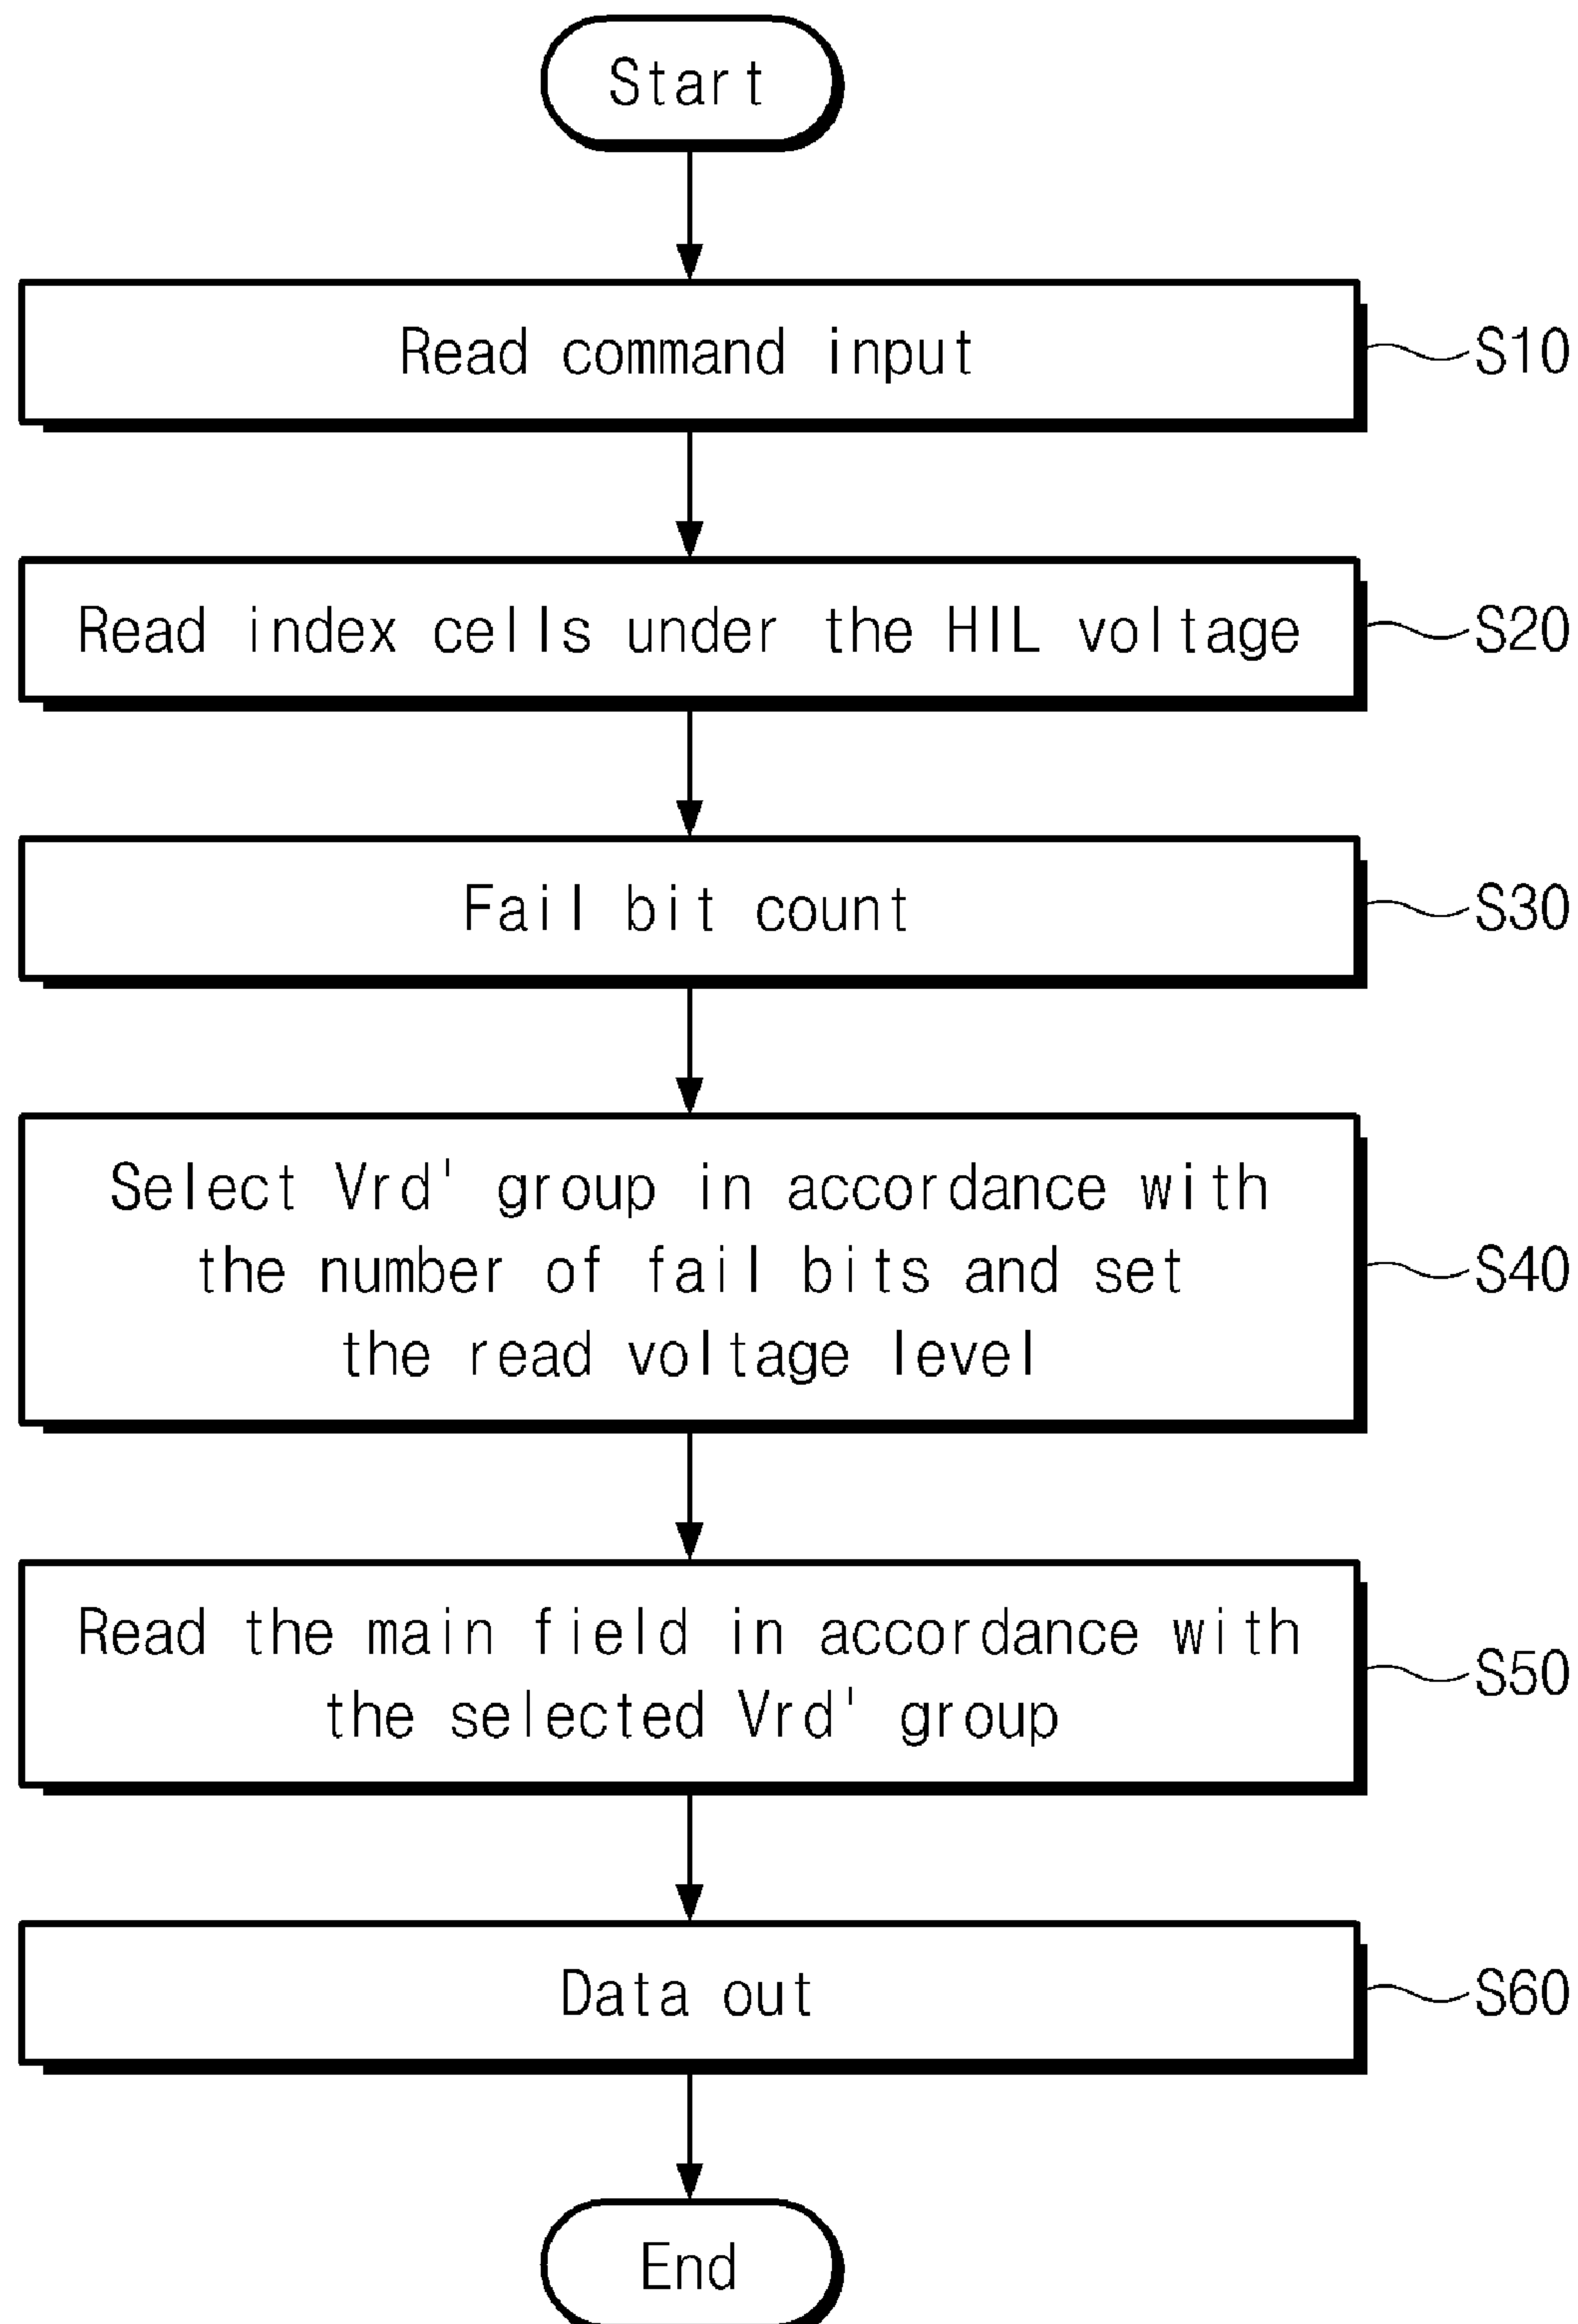 Start
Read command input
S10
Read index cells under the HIL voltage
S20
Fail bit count
S30
Select Vrd' group in accordance with
the number of fail bits and set
the read voltage level
S40
Read the main field in accordance with
the selected Vrd' group
S50
Data out
S60
End